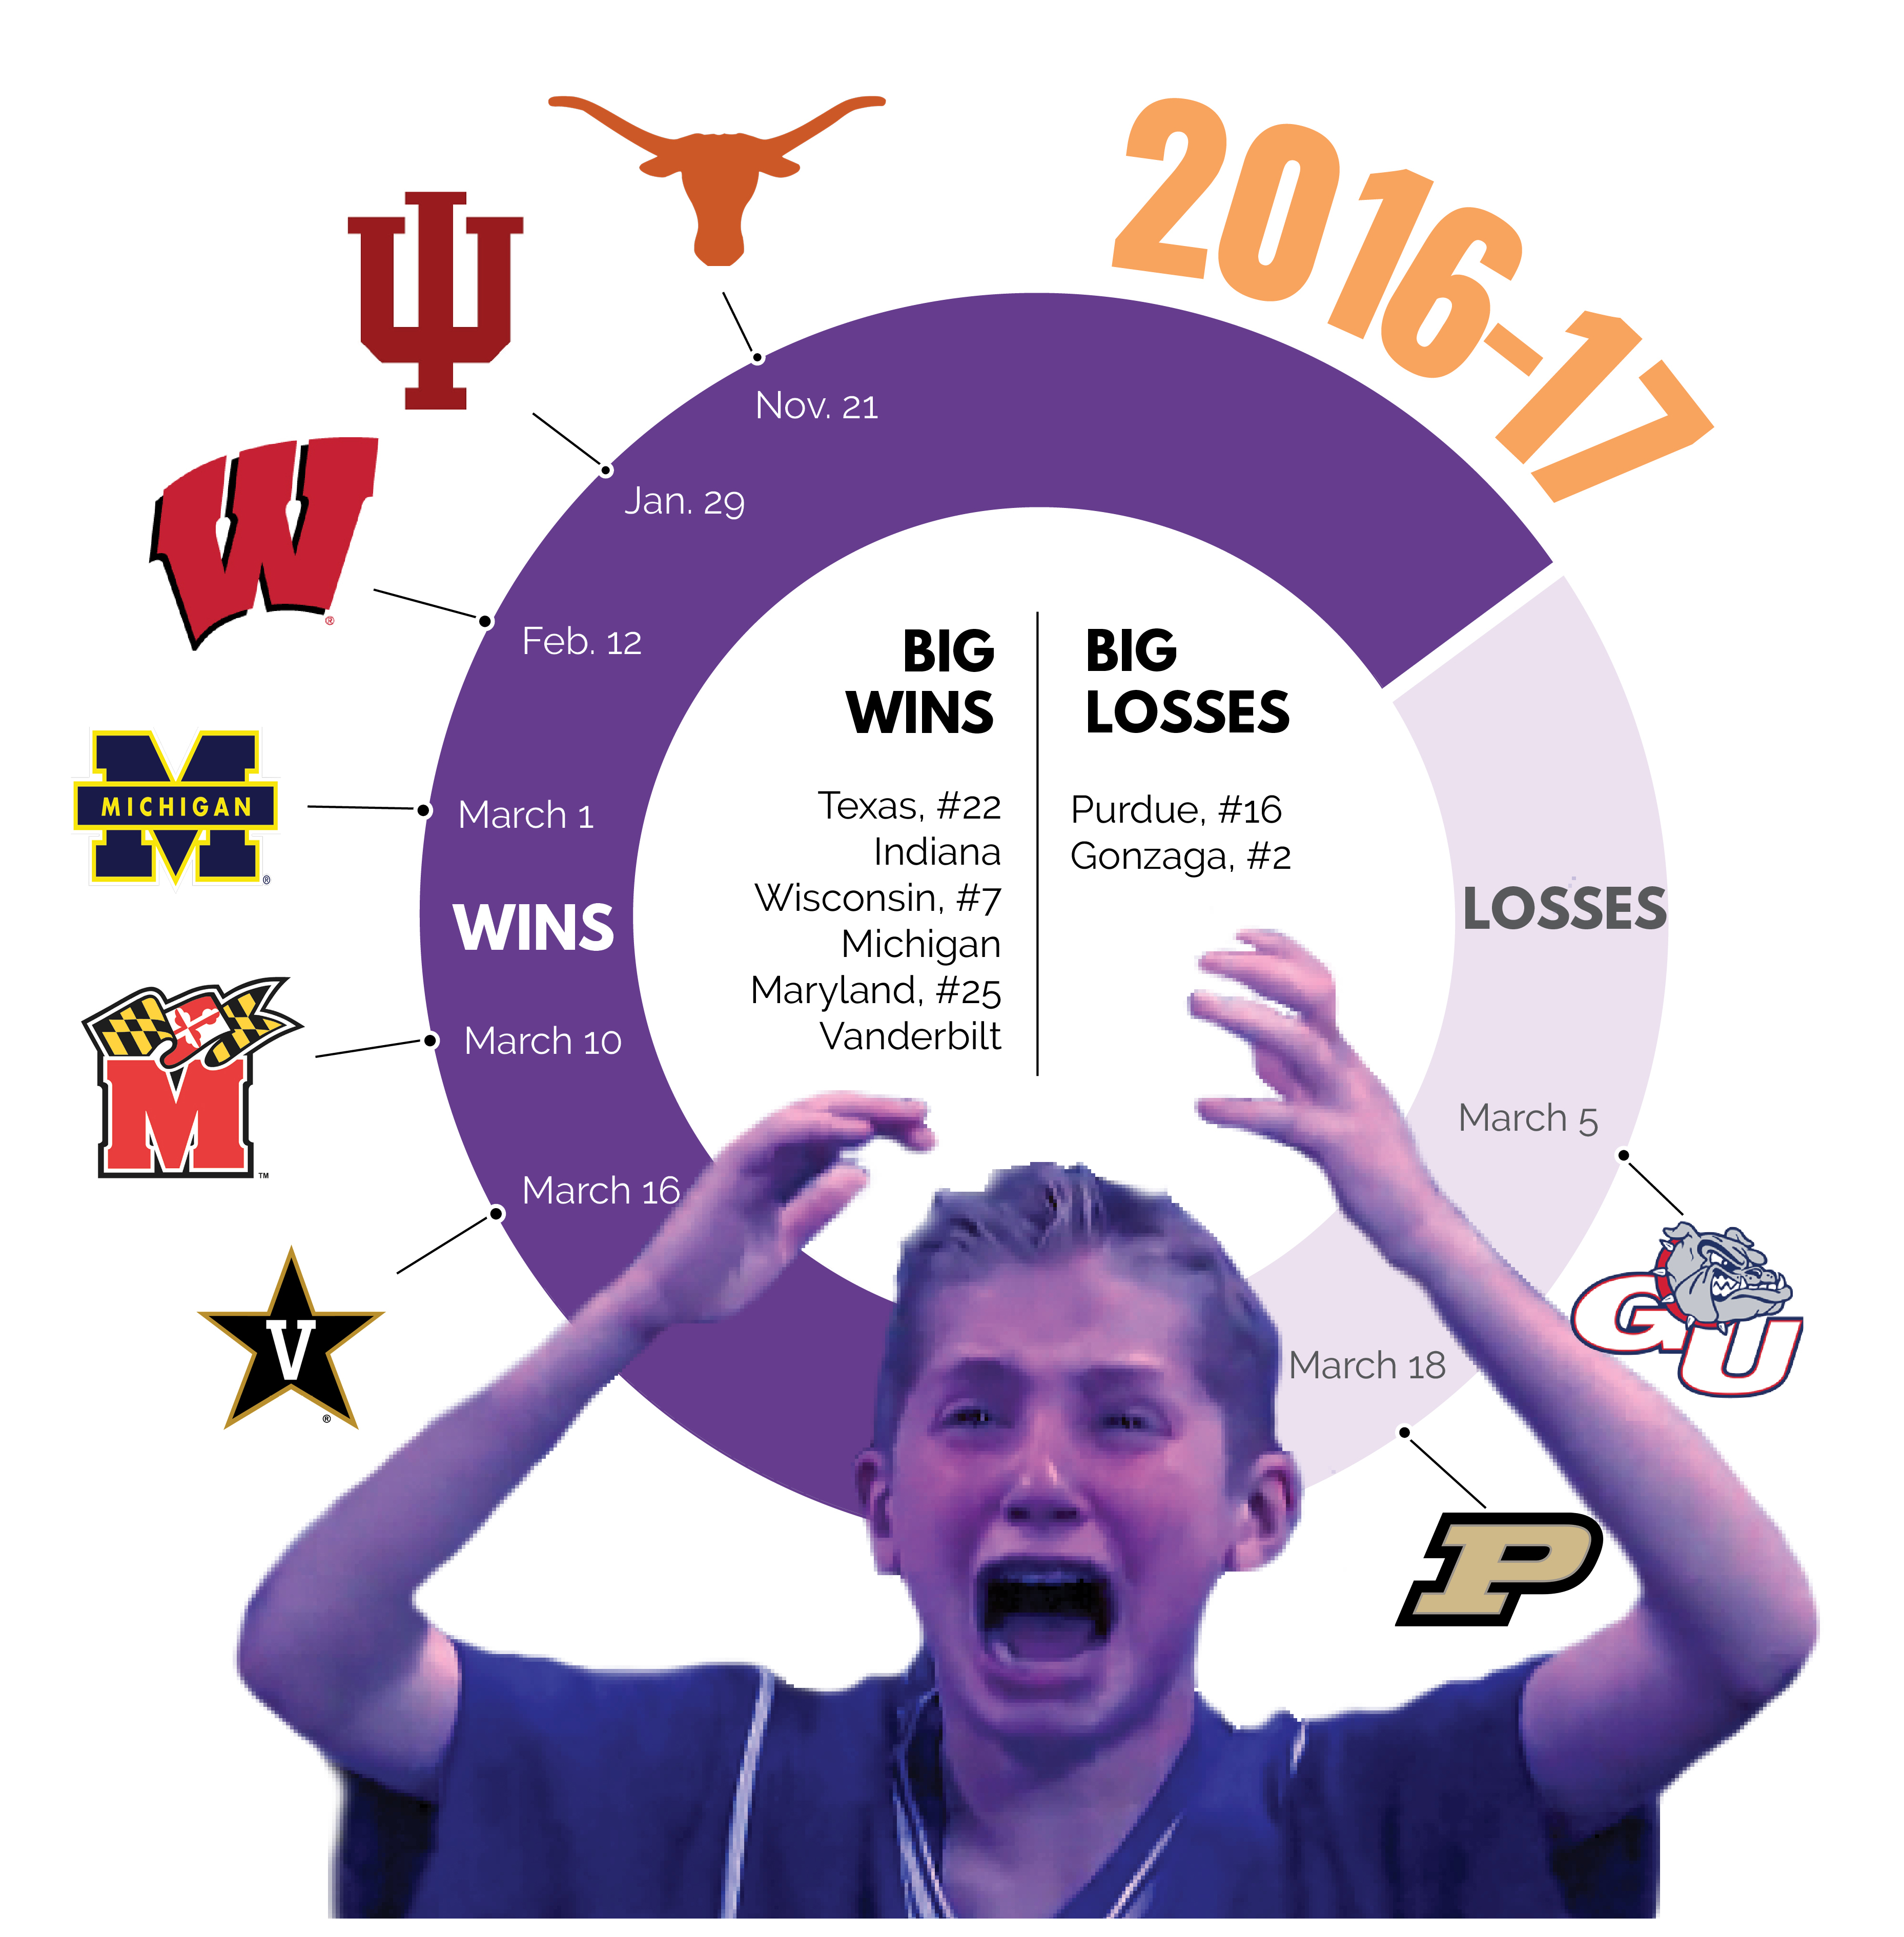 2016-17
Nov. 21
Jan. 29
Feb. 12
March 1
MICHIGAN
WINS
March 10
M
March 16
V
BIG
WINS
Texas, #22
Indiana
Wisconsin, #7
Michigan
Maryland, #25
Vanderbilt
BIG
LOSSES
Purdue, #16
Gonzaga, #2
LOSSES
March 5
GU
March 18
P
W
®
®
TM
®